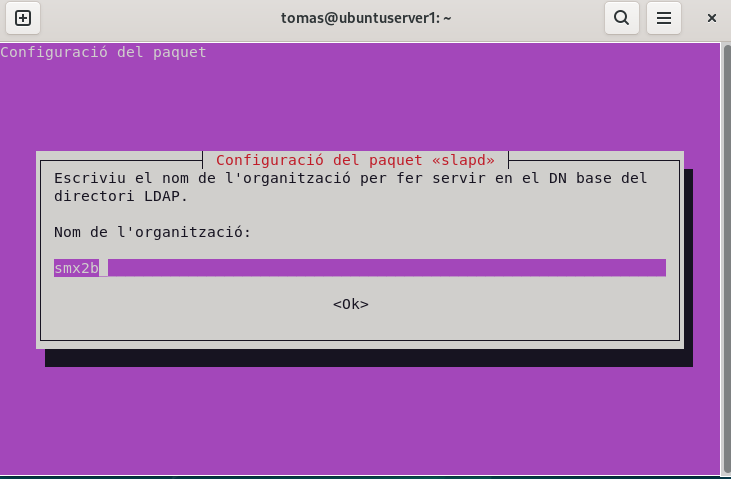 tomas@ubuntuserver1: ~
Configuració del paquet
Configuració del paquet «slapd»
Escriviu el nom de l'organització per fer servir en el DN base del
directori LDAP.
Nom de l'organització:
smx2b
<Ok>